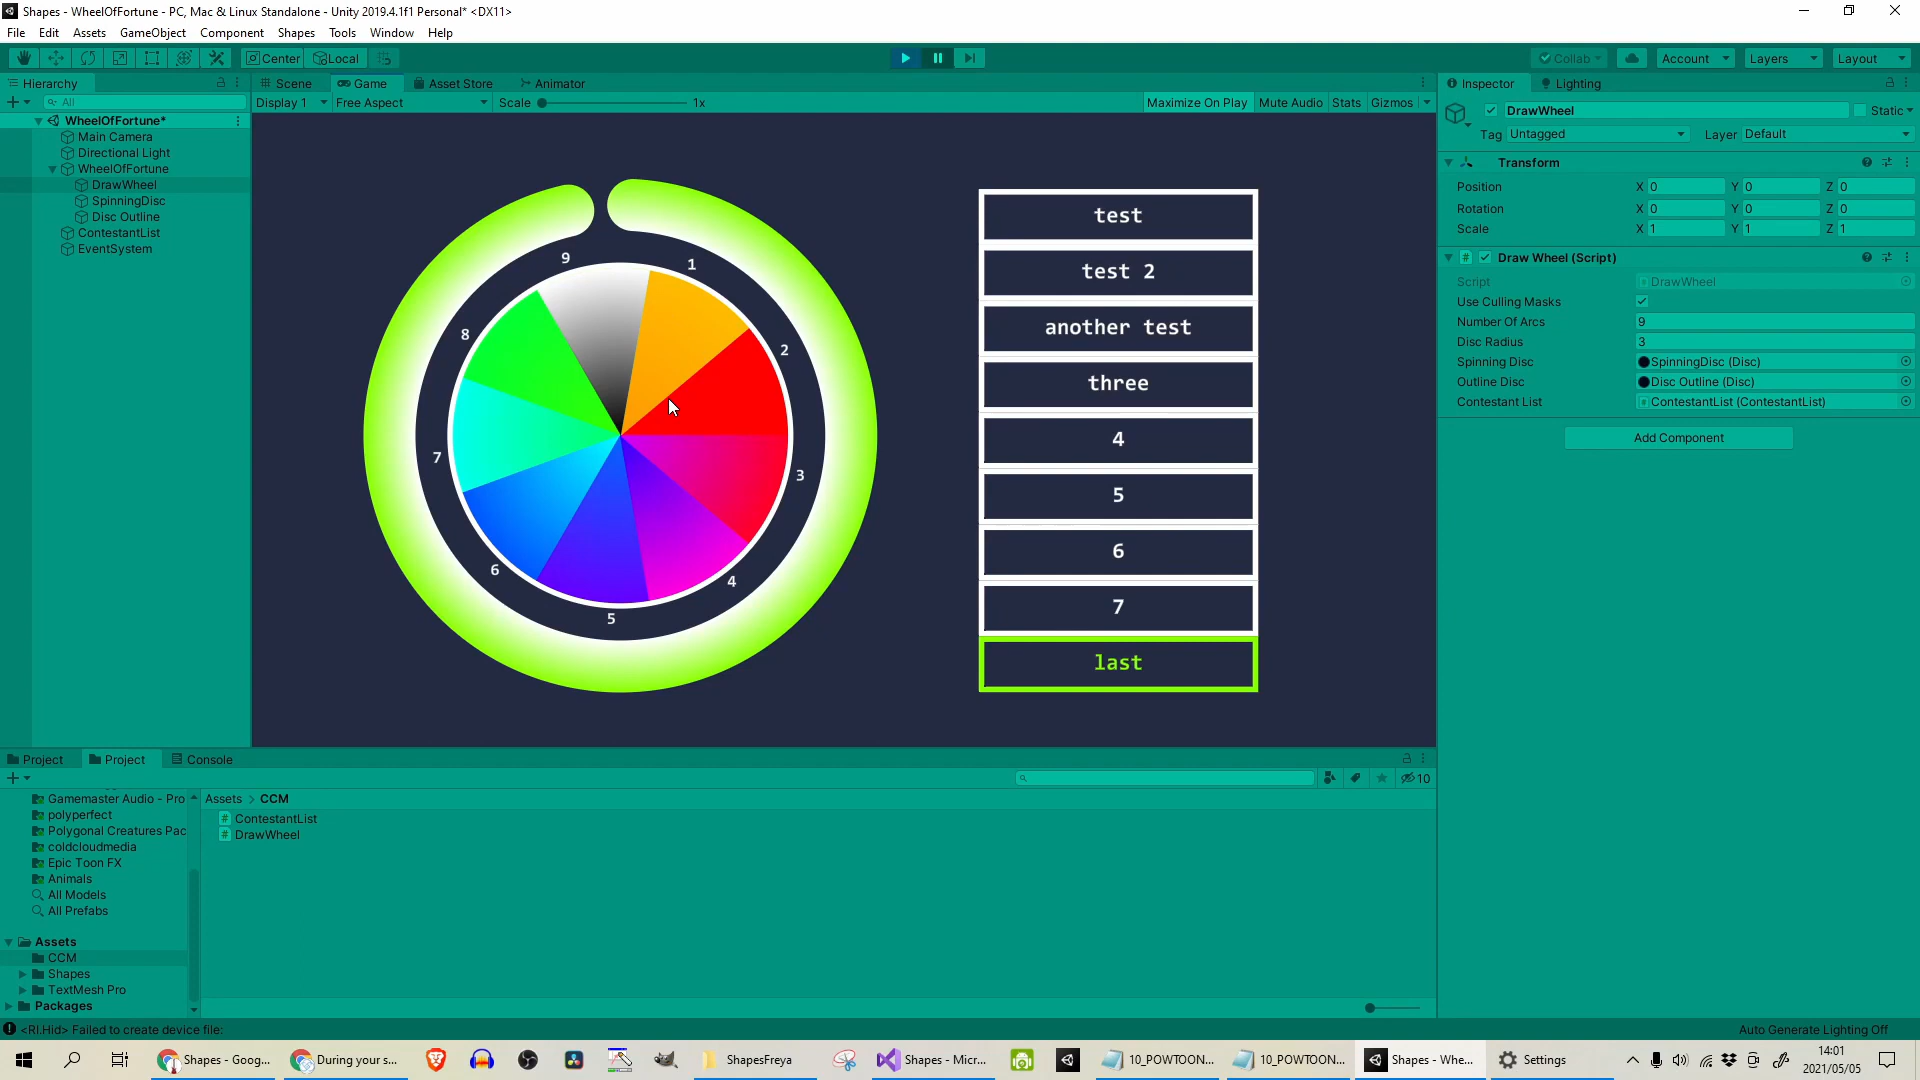 Shapes - WheelOfFortune - PC, Mac & Linux Standalone - Unity 2019.4.1f1 Personal* <DX11>
File Edit Assets GameObject Component Shapes Tools Window Help
Center Local Collab Account Layers Layout
Hierarchy
All
WheelOfFortune*
Main Camera
Directional Light
WheelOfFortune
DrawWheel
SpinningDisc
Disc Outline
ContestantList
EventSystem
Scene Game Asset Store Animator
Display 1 Free Aspect Scale 1x Maximize On Play Mute Audio Stats Gizmos
9
1
8
2
7
3
6
4
5
test
test 2
another test
three
4
5
6
7
last
Inspector Lighting
DrawWheel Static
Tag Untagged Layer Default
Transform
Position X 0 Y 0 Z 0
Rotation X 0 Y 0 Z 0
Scale X 1 Y 1 Z 1
# Draw Wheel (Script)
Script DrawWheel
Use Culling Masks
Number Of Arcs 9
Disc Radius 3
Spinning Disc SpinningDisc (Disc)
Outline Disc Disc Outline (Disc)
Contestant List ContestantList (ContestantList)
Add Component
Project Project Console
10
Gamemaster Audio - Pro
polyperfect
Polygonal Creatures Pac
coldcloudmedia
Epic Toon FX
Animals
All Models
All Prefabs
Assets
CCM
Shapes
TextMesh Pro
Packages
Assets > CCM
# ContestantList
# DrawWheel
<RI.Hid> Failed to create device file:
Auto Generate Lighting Off
Shapes - Goog...
During your s...
ShapesFreya
Shapes - Micr...
10_POWTOON...
10_POWTOON...
Shapes - Whe...
Settings
14:01
2021/05/05